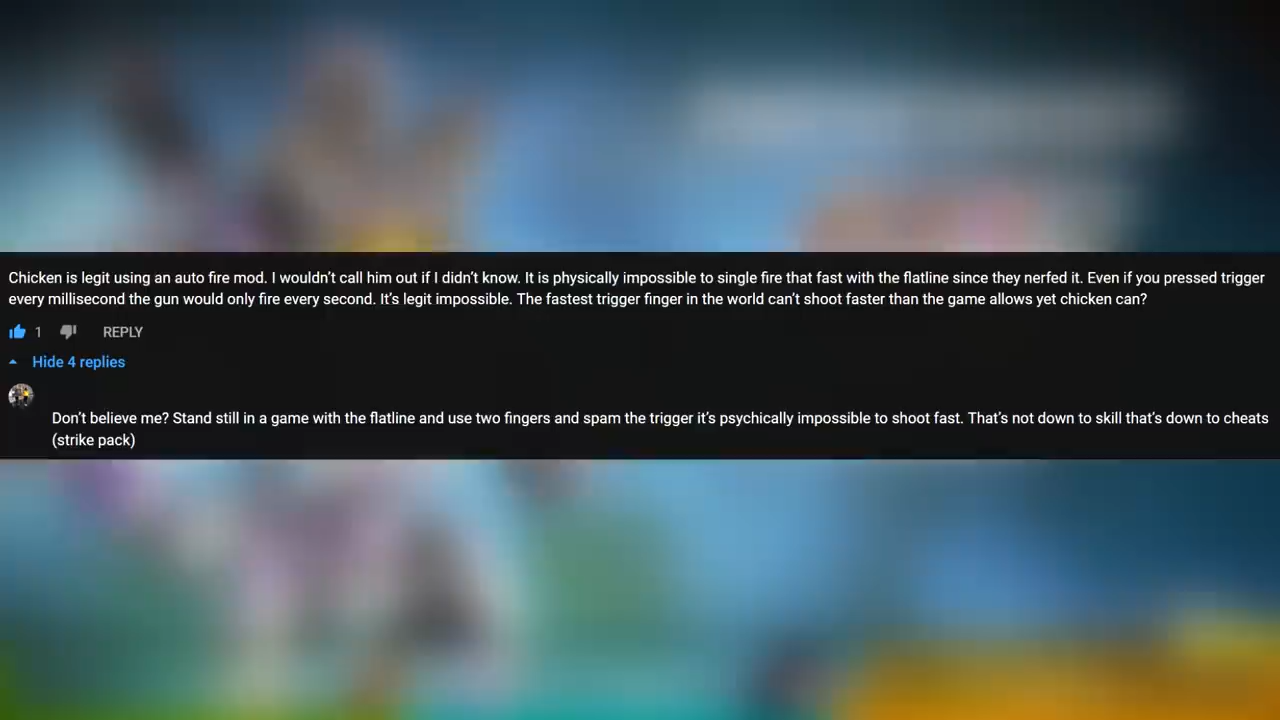 Chicken is legit using an auto fire mod. I wouldn't call him out if I didn't know. It is physically impossible to single fire that fast with the flatline since they nerfed it. Even if you pressed trigger
every millisecond the gun would only fire every second. It's legit impossible. The fastest trigger finger in the world can't shoot faster than the game allows yet chicken can?
1 REPLY
Hide 4 replies
Don't believe me? Stand still in a game with the flatline and use two fingers and spam the trigger it's psychically impossible to shoot fast. That's not down to skill that's down to cheats
(strike pack)